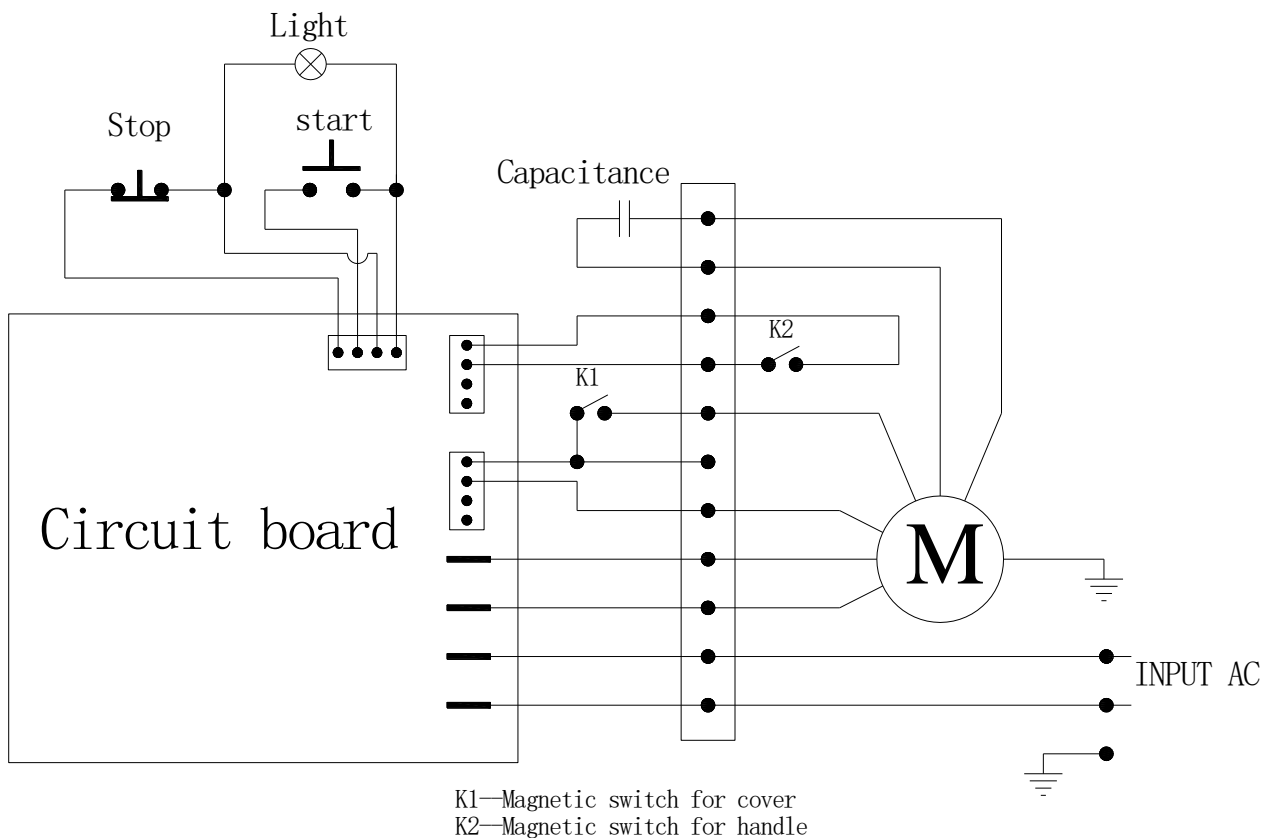 Light
Stop
start
Capacitance
K2
K1
Circuit board
M
INPUT AC
K1—Magnetic switch for cover
K2—Magnetic switch for handle